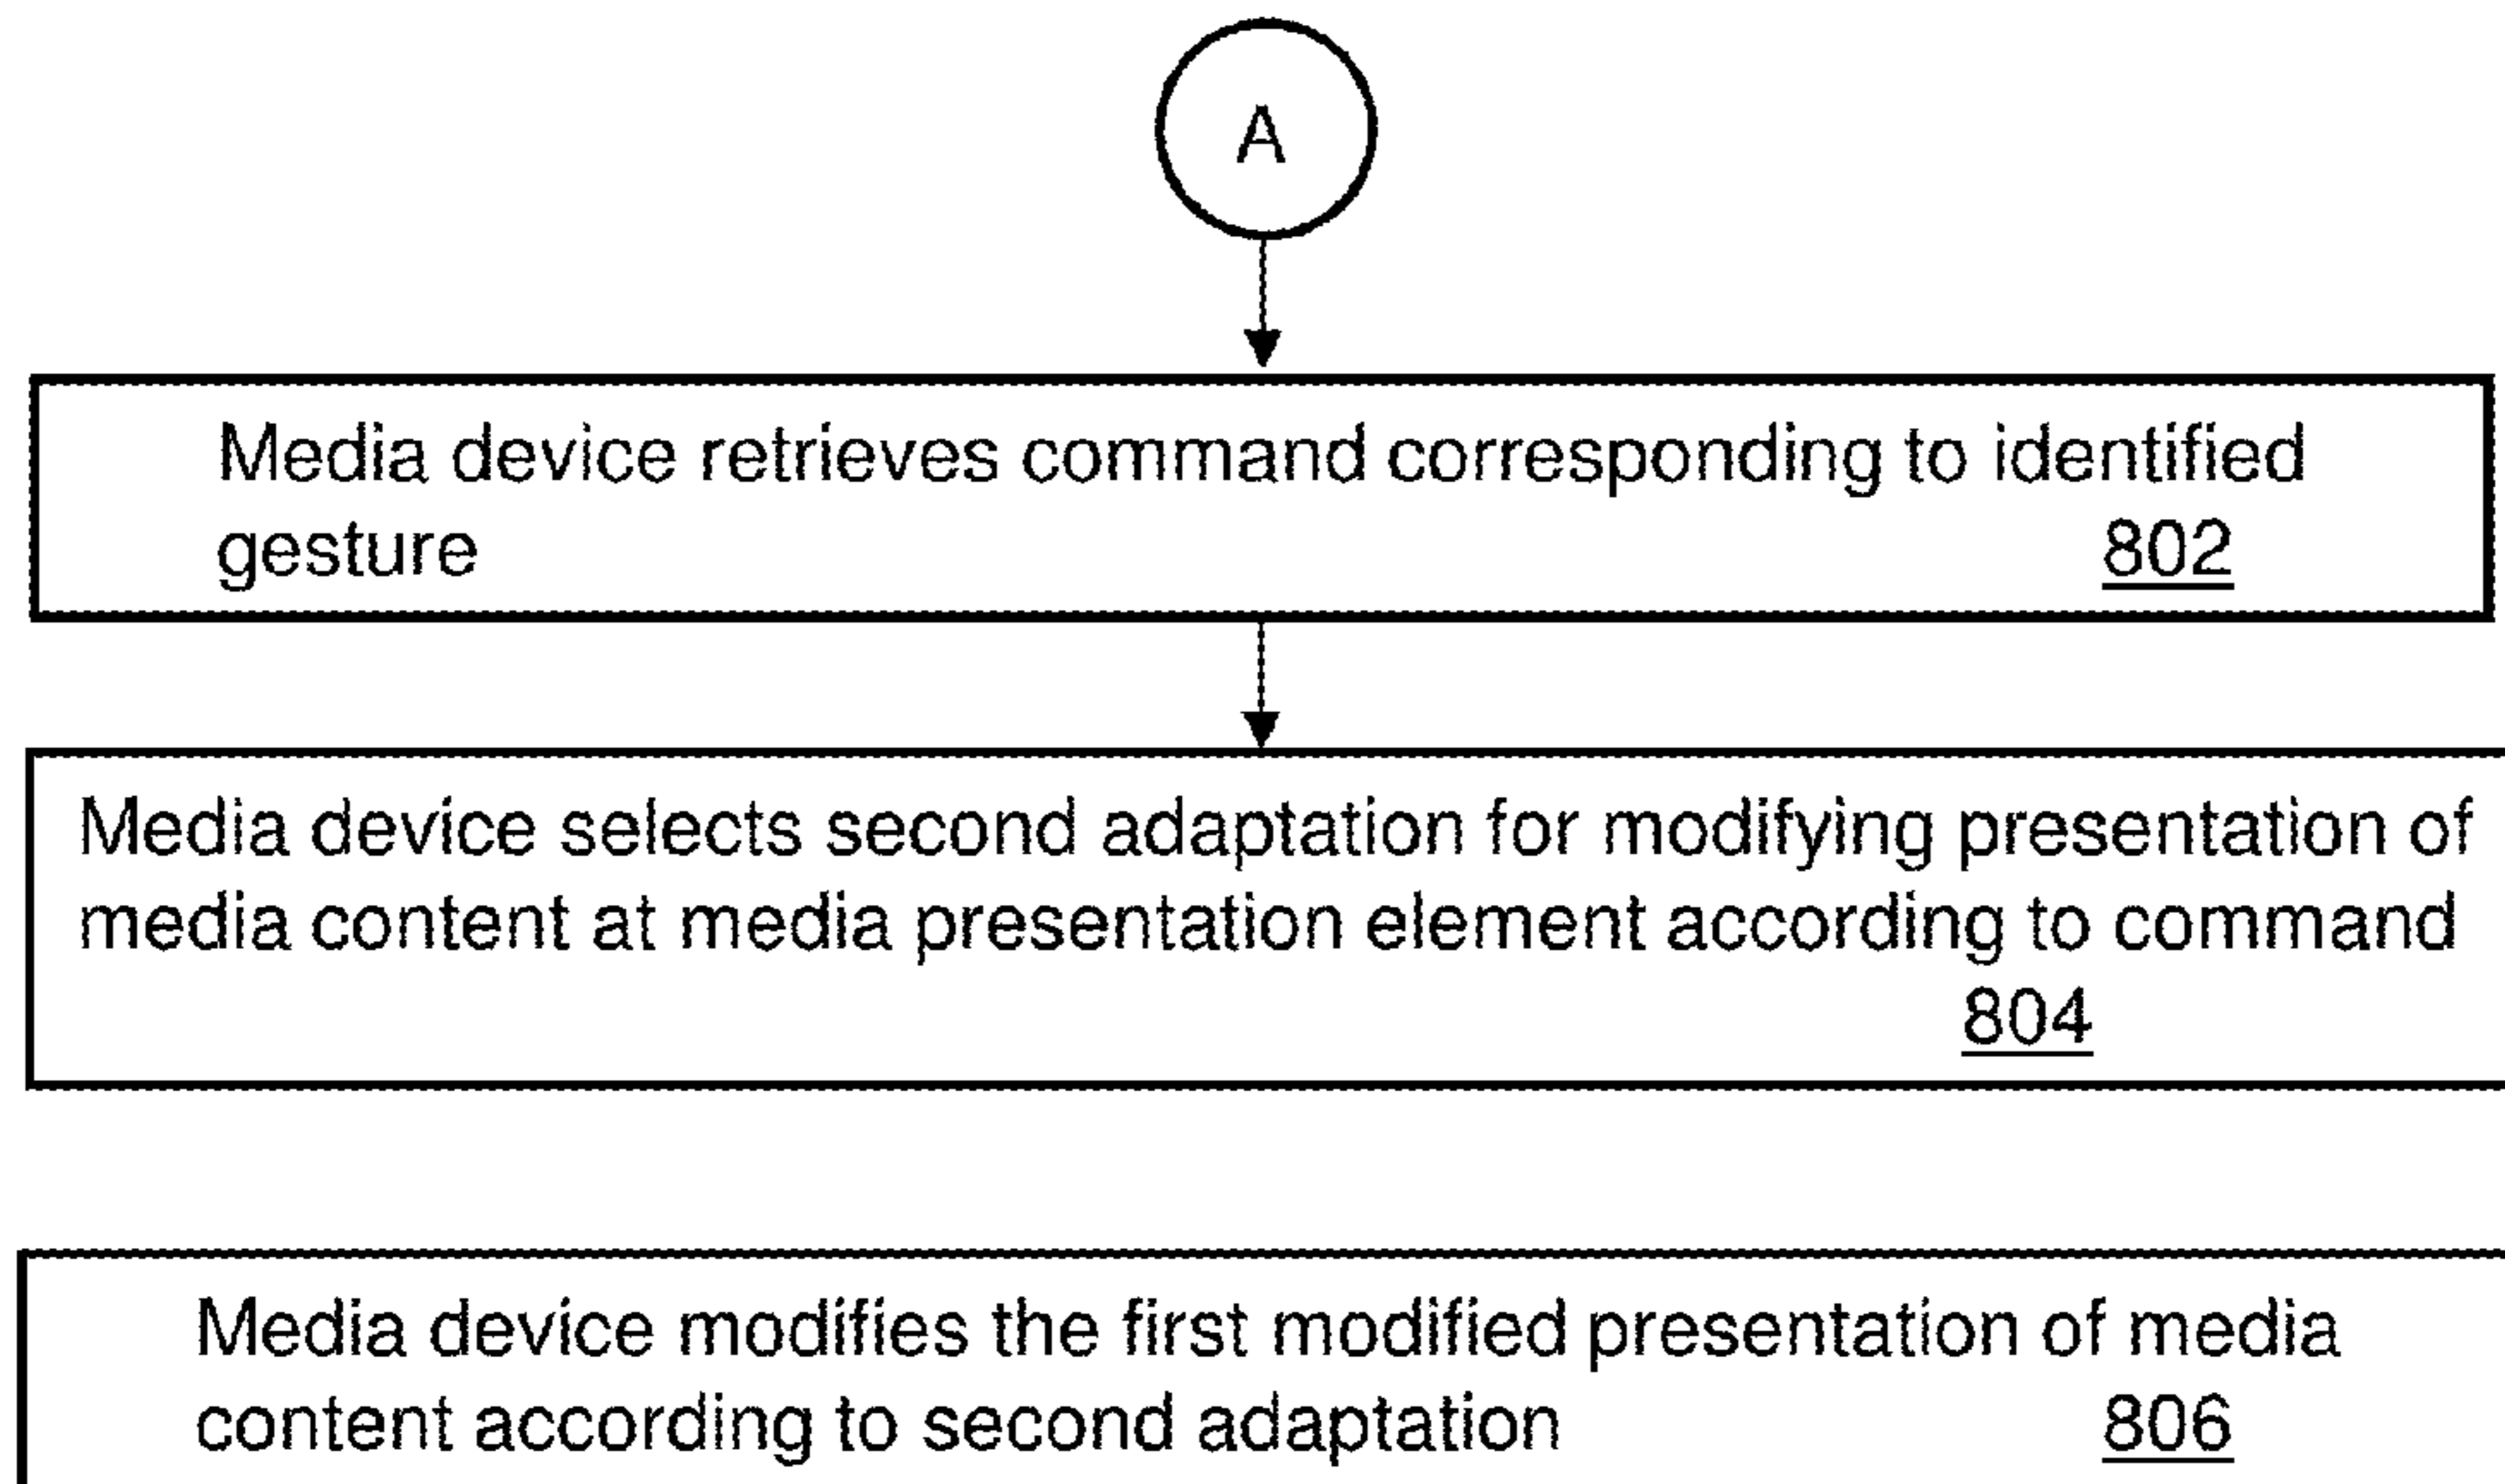 A
Media device retrieves command corresponding to identified
gesture 802
Media device selects second adaptation for modifying presentation of
media content at media presentation element according to command
804
Media device modifies the first modified presentation of media
content according to second adaptation 806